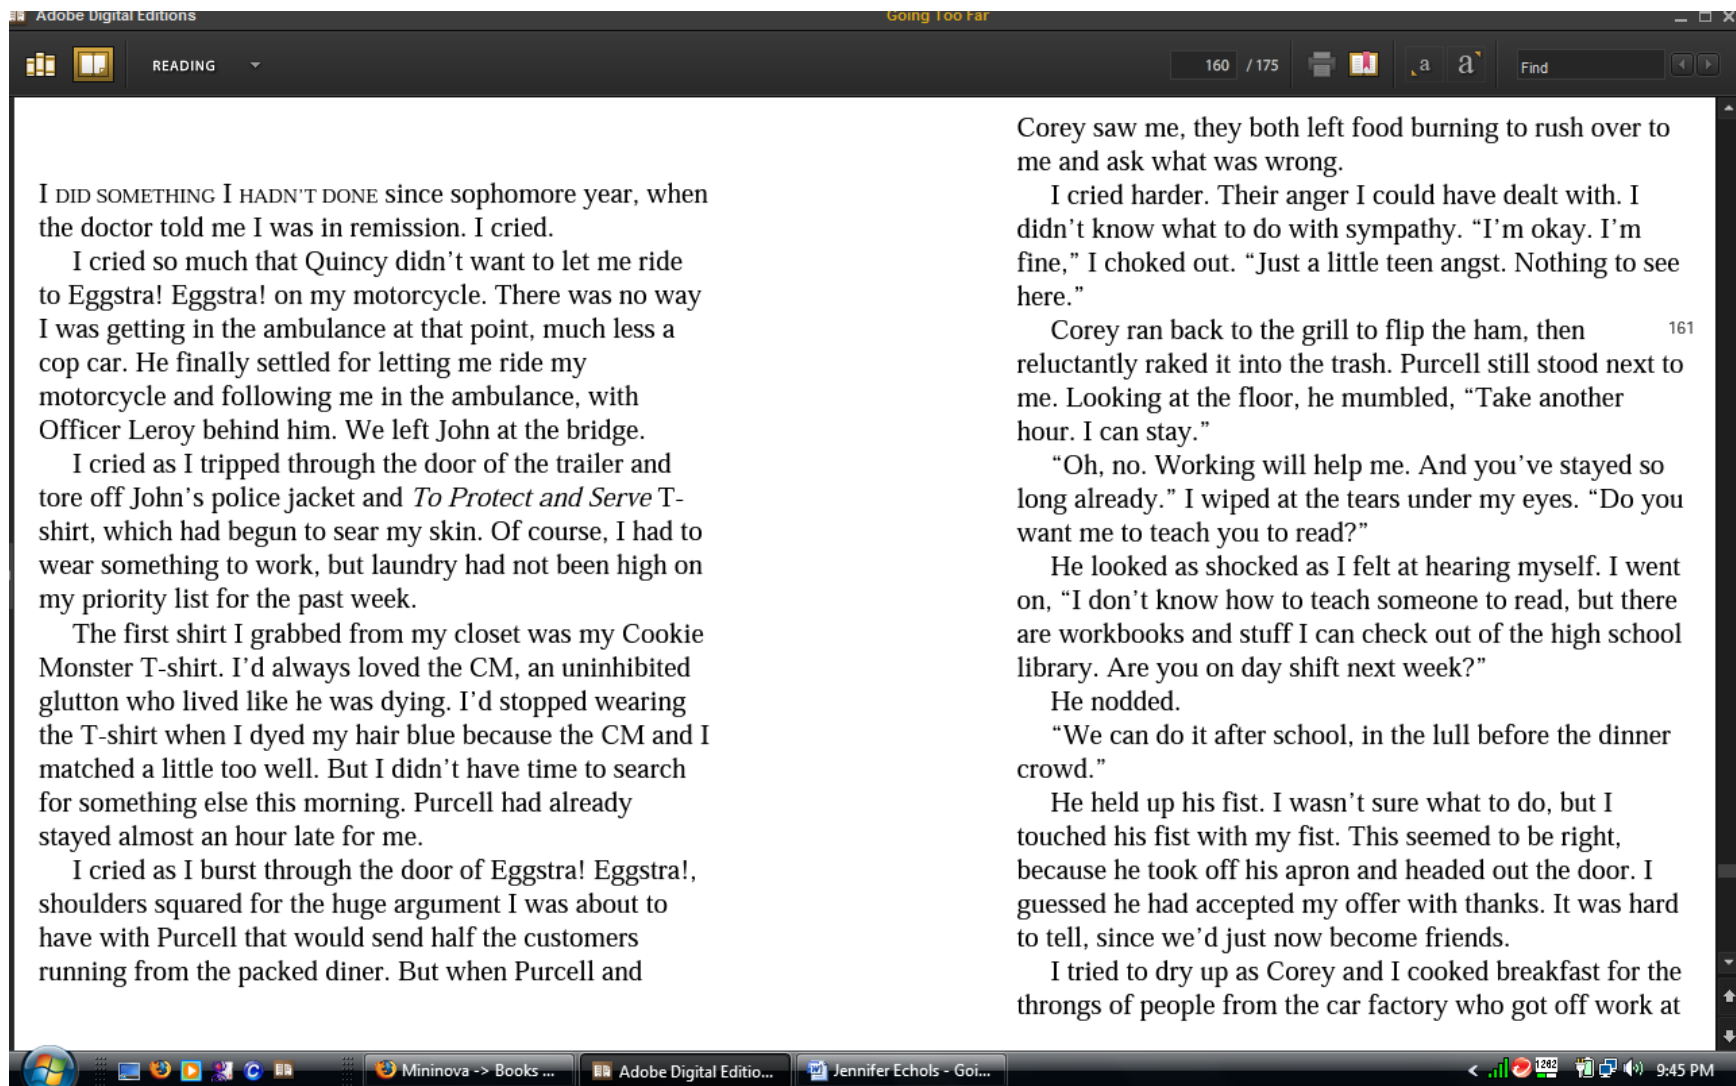 Adobe Digital Editions
Going Too Far
READING
160 / 175
a
a
Find
I DID SOMETHING I HADN'T DONE since sophomore year, when
the doctor told me I was in remission. I cried.
I cried so much that Quincy didn't want to let me ride
to Eggstra! Eggstra! on my motorcycle. There was no way
I was getting in the ambulance at that point, much less a
cop car. He finally settled for letting me ride my
motorcycle and following me in the ambulance, with
Officer Leroy behind him. We left John at the bridge.
I cried as I tripped through the door of the trailer and
tore off John's police jacket and To Protect and Serve T-
shirt, which had begun to sear my skin. Of course, I had to
wear something to work, but laundry had not been high on
my priority list for the past week.
The first shirt I grabbed from my closet was my Cookie
Monster T-shirt. I'd always loved the CM, an uninhibited
glutton who lived like he was dying. I'd stopped wearing
the T-shirt when I dyed my hair blue because the CM and I
matched a little too well. But I didn't have time to search
for something else this morning. Purcell had already
stayed almost an hour late for me.
I cried as I burst through the door of Eggstra! Eggstra!,
shoulders squared for the huge argument I was about to
have with Purcell that would send half the customers
running from the packed diner. But when Purcell and
Corey saw me, they both left food burning to rush over to
me and ask what was wrong.
I cried harder. Their anger I could have dealt with. I
didn't know what to do with sympathy. “I'm okay. I'm
fine,” I choked out. “Just a little teen angst. Nothing to see
here.”
Corey ran back to the grill to flip the ham, then
161
reluctantly raked it into the trash. Purcell still stood next to
me. Looking at the floor, he mumbled, “Take another
hour. I can stay.”
“Oh, no. Working will help me. And you've stayed so
long already.” I wiped at the tears under my eyes. “Do you
want me to teach you to read?”
He looked as shocked as I felt at hearing myself. I went
on, “I don't know how to teach someone to read, but there
are workbooks and stuff I can check out of the high school
library. Are you on day shift next week?”
He nodded.
“We can do it after school, in the lull before the dinner
crowd.”
He held up his fist. I wasn't sure what to do, but I
touched his fist with my fist. This seemed to be right,
because he took off his apron and headed out the door. I
guessed he had accepted my offer with thanks. It was hard
to tell, since we'd just now become friends.
I tried to dry up as Corey and I cooked breakfast for the
throngs of people from the car factory who got off work at
Mininova -> Books ...
Adobe Digital Editio...
Jennifer Echols - Goi...
1262
9:45 PM